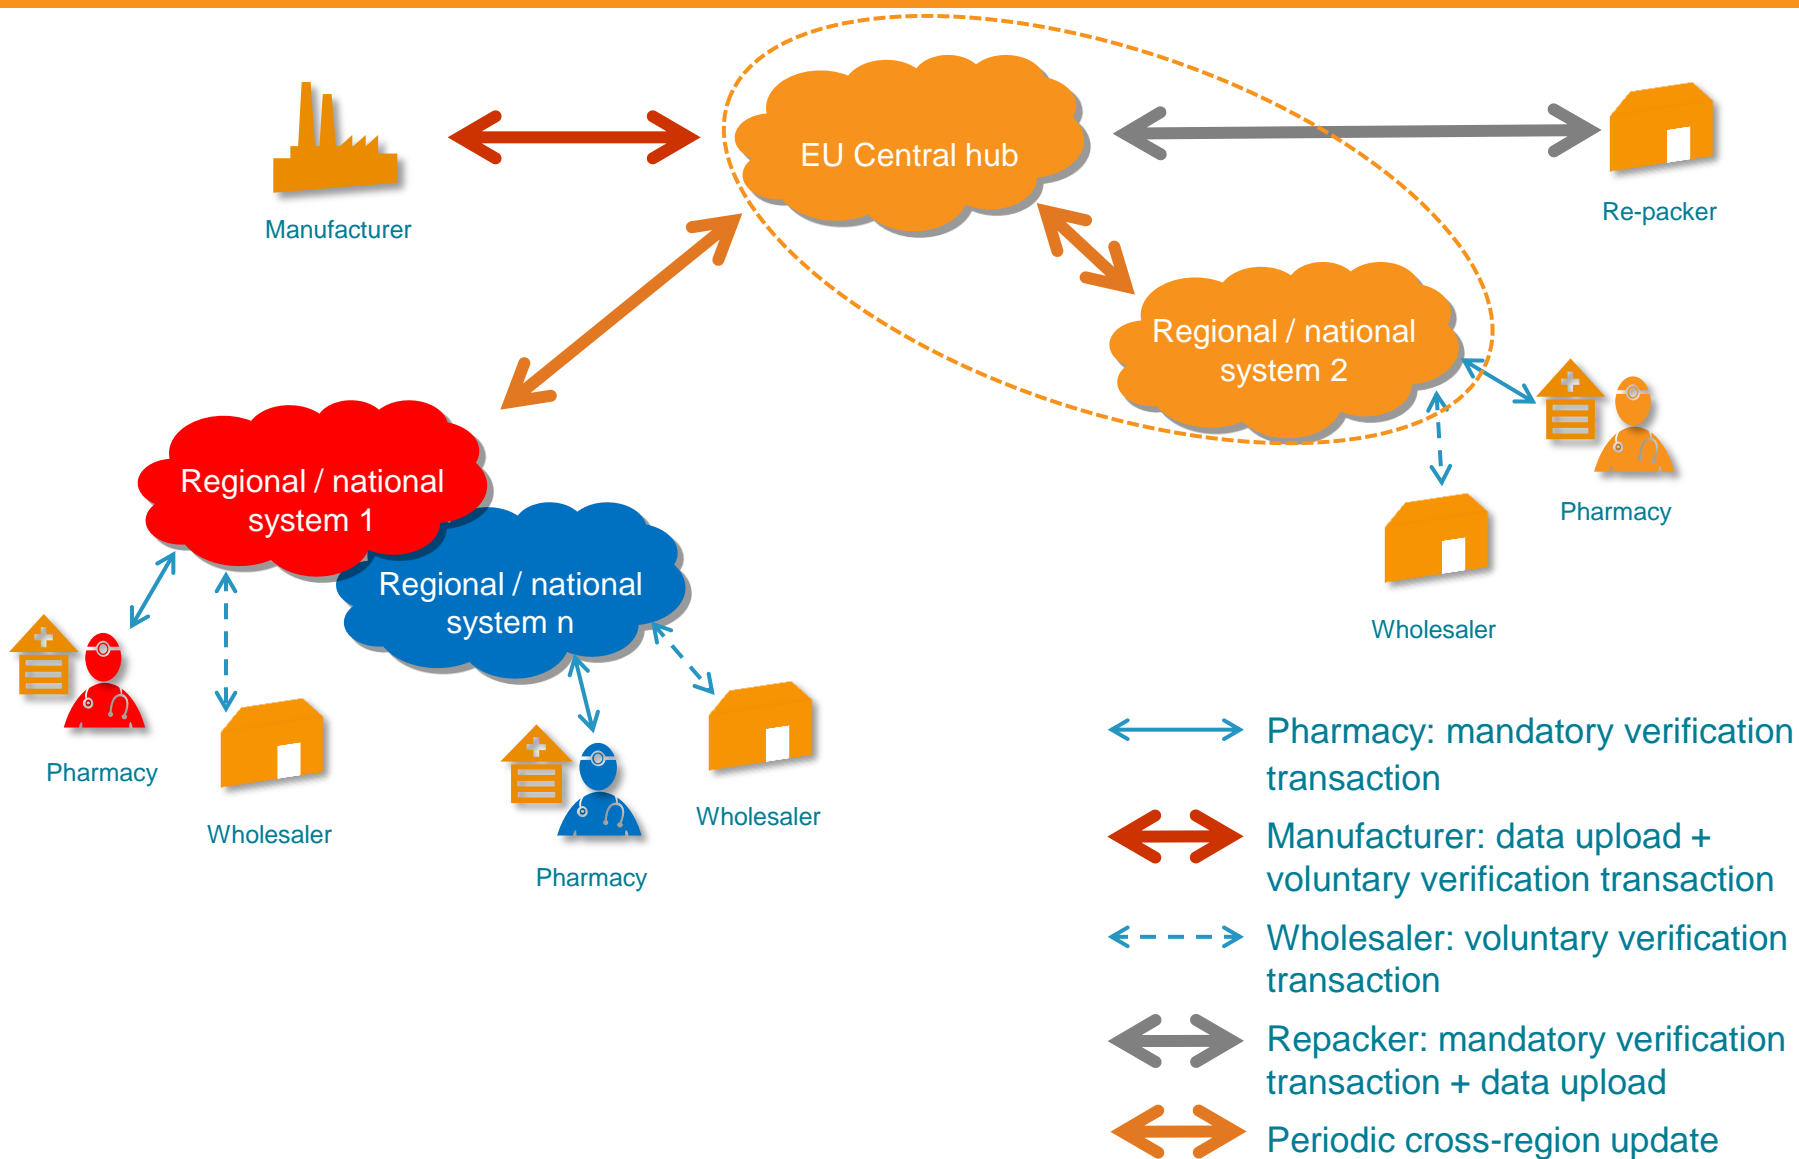 EU Central hub
Manufacturer
Re-packer
Regional / national
system 2
Regional / national
system 1
Pharmacy
Regional / national
system n
Wholesaler
Pharmacy
Wholesaler
Wholesaler
Pharmacy
Pharmacy: mandatory verification
transaction
Manufacturer: data upload +
voluntary verification transaction
Wholesaler: voluntary verification
transaction
Repacker: mandatory verification
transaction + data upload
Periodic cross-region update